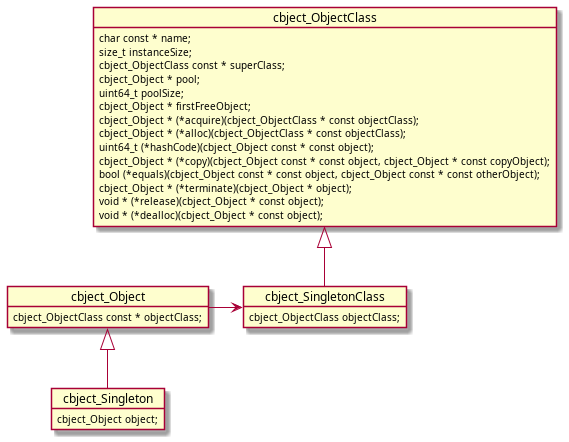 cbject_ObjectClass
char const * name;
size_t instanceSize;
cbject_ObjectClass const * superClass;
cbject_Object * pool;
uint64_t poolSize;
cbject_Object * firstFreeObject;
cbject_Object * (*acquire)(cbject_ObjectClass * const objectClass);
cbject_Object * (*alloc)(cbject_ObjectClass * const objectClass);
uint64_t (*hashCode)(cbject_Object const * const object);
cbject_Object * (*copy)(cbject_Object const * const object, cbject_Object * const copyObject);
bool (*equals)(cbject_Object const * const object, cbject_Object const * const otherObject);
cbject_Object * (*terminate)(cbject_Object * object);
void * (*release)(cbject_Object * const object);
void * (*dealloc)(cbject_Object * const object);
cbject_Object
cbject_ObjectClass const * objectClass;
cbject_SingletonClass
cbject_ObjectClass objectClass;
cbject_Singleton
cbject_Object object;